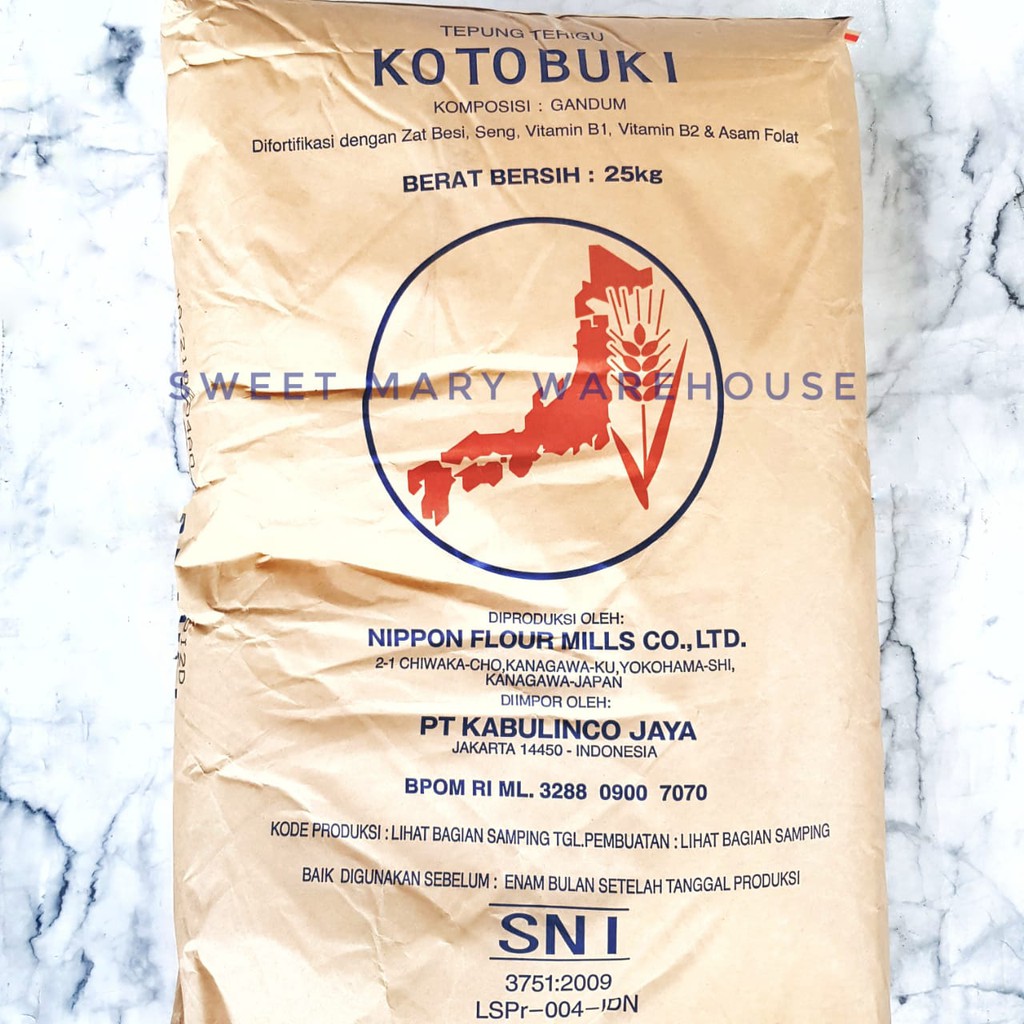 TEPUNG TERIGU
KOTOBUKI
KOMPOSISI : GANDUM
Difortifikasi dengan Zat Besi, Seng, Vitamin B1, Vitamin B2 & Asam Folat
BERAT BERSIH : 25kg
SWEET MARY WAREHOUSE
DIPRODUKSI OLEH:
NIPPON FLOUR MILLS CO., LTD.
2-1 CHIWAKA-CHO,KANAGAWA-KU,YOKOHAMA-SHI,
KANAGAWA-JAPAN
DIIMPOR OLEH:
PT KABULINCO JAYA
JAKARTA 14450 - INDONESIA
BPOM RI ML. 3288 0900 7070
KODE PRODUKSI : LIHAT BAGIAN SAMPING TGL.PEMBUATAN : LIHAT BAGIAN SAMPING
BAIK DIGUNAKAN SEBELUM : ENAM BULAN SETELAH TANGGAL PRODUKSI
SNI
3751:2009
LSPr-004-IDN